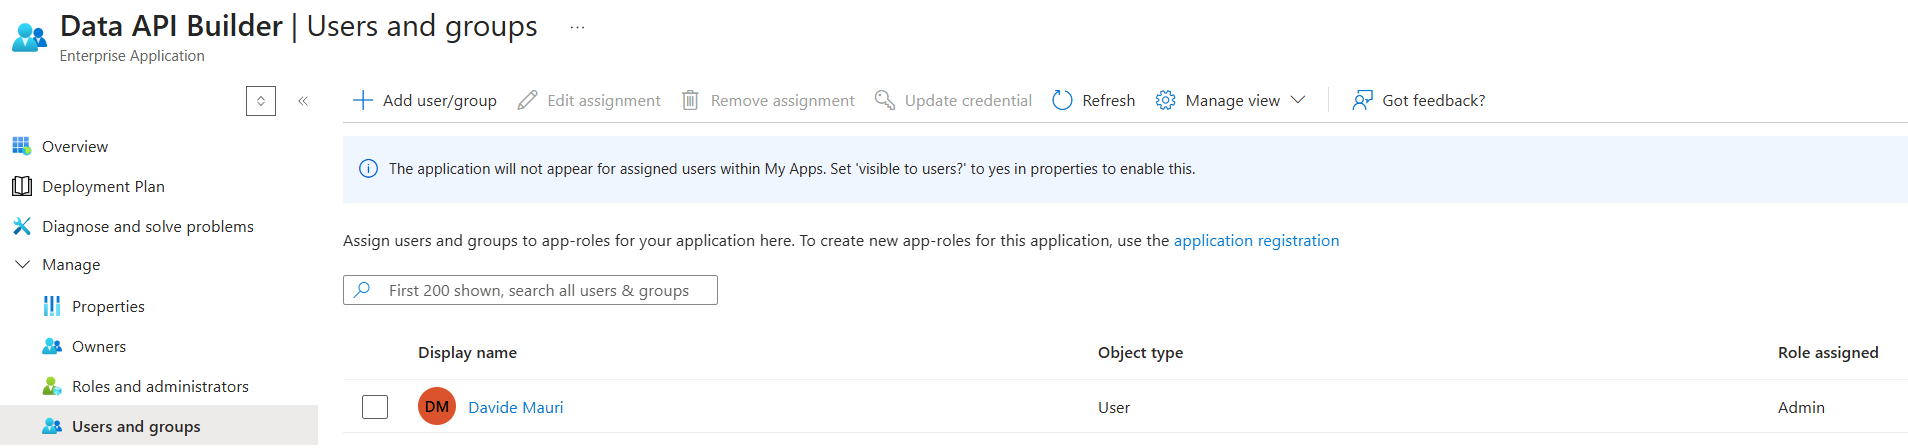 Data API Builder | Users and groups ...
Enterprise Application
Add user/group Edit assignment Remove assignment Update credential Refresh Manage view Got feedback?
Overview
Deployment Plan
Diagnose and solve problems
Manage
Properties
Owners
Roles and administrators
Users and groups
The application will not appear for assigned users within My Apps. Set 'visible to users?' to yes in properties to enable this.
Assign users and groups to app-roles for your application here. To create new app-roles for this application, use the application registration
First 200 shown, search all users & groups
Display name Object type Role assigned
DM Davide Mauri User Admin